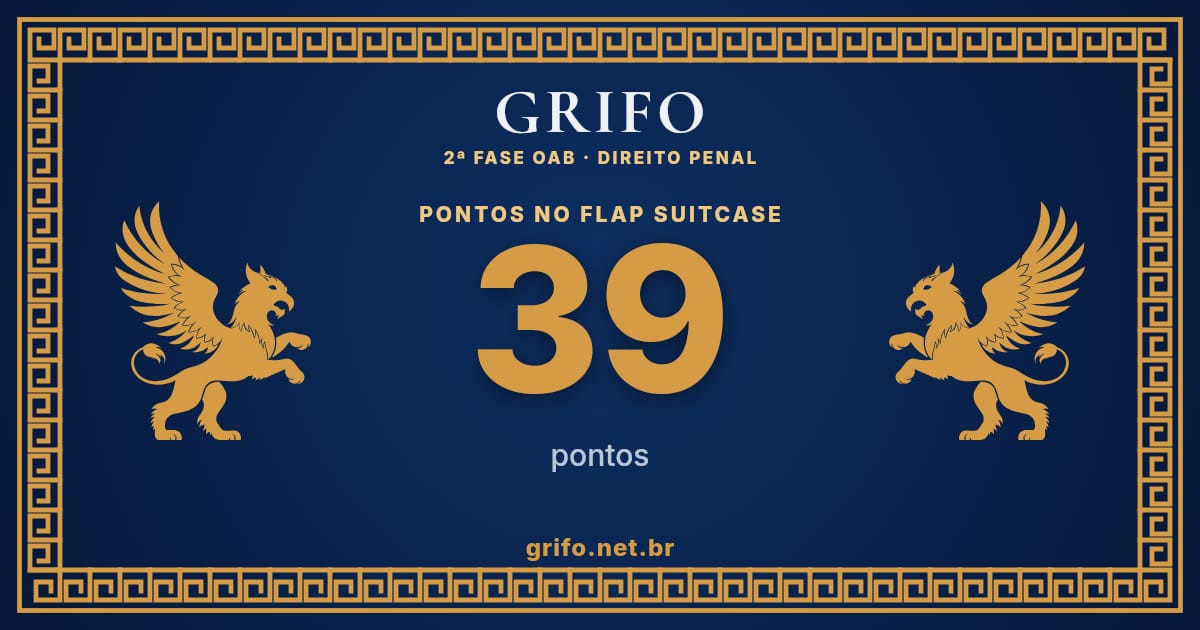 GRIFO
2ª FASE OAB · DIREITO PENAL
PONTOS NO FLAP SUITCASE
39
pontos
grifo.net.br